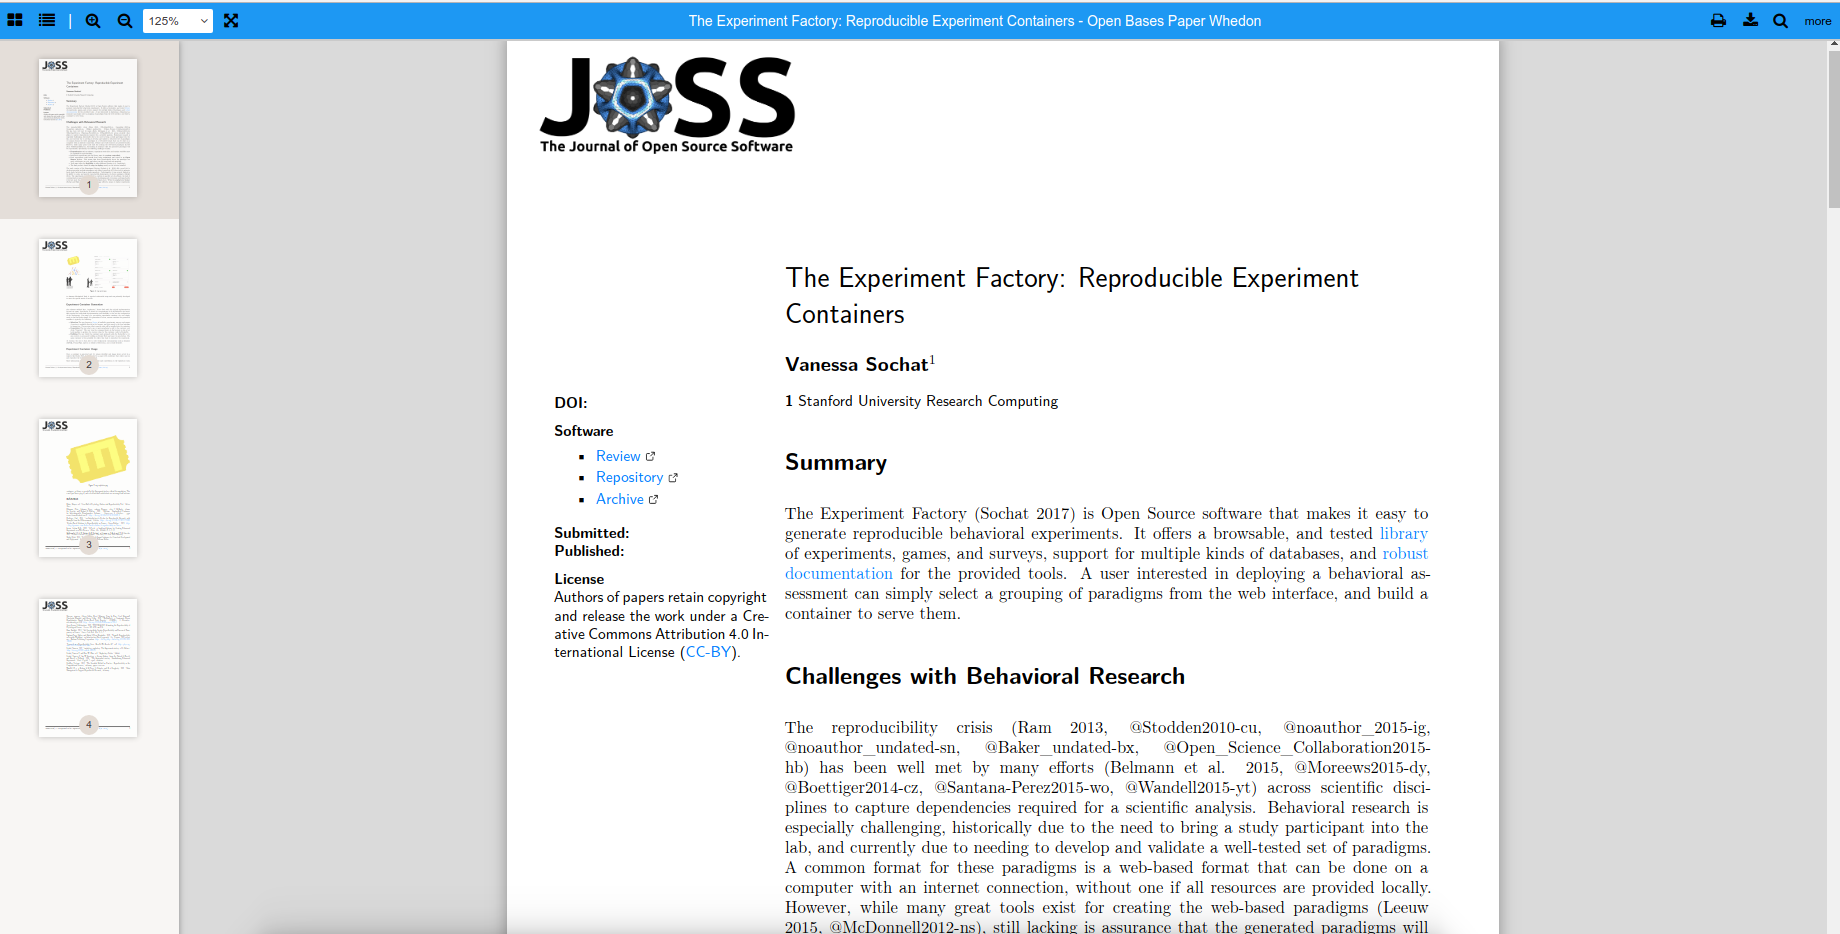 125%
The Experiment Factory: Reproducible Experiment Containers - Open Bases Paper Whedon
more
JOSS
1
JOSS
2
JOSS
3
JOSS
4
JOSS
The Journal of Open Source Software
The Experiment Factory: Reproducible Experiment
Containers
Vanessa Sochat1
1 Stanford University Research Computing
DOI:
Software
Review
Repository
Archive
Submitted:
Published:
License
Authors of papers retain copyright
and release the work under a Cre-
ative Commons Attribution 4.0 In-
ternational License (CC-BY).
Summary
The Experiment Factory (Sochat 2017) is Open Source software that makes it easy to
generate reproducible behavioral experiments. It offers a browsable, and tested library
of experiments, games, and surveys, support for multiple kinds of databases, and robust
documentation for the provided tools. A user interested in deploying a behavioral as-
sessment can simply select a grouping of paradigms from the web interface, and build a
container to serve them.
Challenges with Behavioral Research
The reproducibility crisis (Ram 2013, @Stodden2010-cu, @noauthor_2015-ig,
@noauthor_undated-sn, @Baker_undated-bx, @Open_Science_Collaboration2015-
hb) has been well met by many efforts (Belmann et al. 2015, @Moreews2015-dy,
@Boettiger2014-cz, @Santana-Perez2015-wo, @Wandell2015-yt) across scientific disci-
plines to capture dependencies required for a scientific analysis. Behavioral research is
especially challenging, historically due to the need to bring a study participant into the
lab, and currently due to needing to develop and validate a well-tested set of paradigms.
A common format for these paradigms is a web-based format that can be done on a
computer with an internet connection, without one if all resources are provided locally.
However, while many great tools exist for creating the web-based paradigms (Leeuw
2015, @McDonnell2012-ns), still lacking is assurance that the generated paradigms will